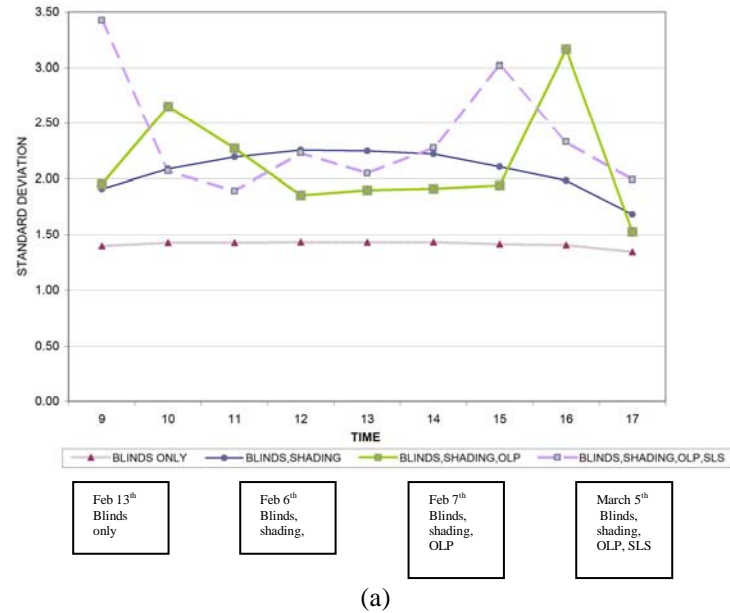 3.50
3.00
2.50
2.00
1.50
1.00
0.50
0.00
STANDARD DEVIATION
9 10 11 12 13 14 15 16 17
TIME
BLINDS ONLY BLINDS,SHADING BLINDS,SHADING,OLP BLINDS,SHADING,OLP,SLS
Feb 13th
Blinds
only
Feb 6th
Blinds,
shading,
Feb 7th
Blinds,
shading,
OLP
March 5th
Blinds,
shading,
OLP, SLS
(a)